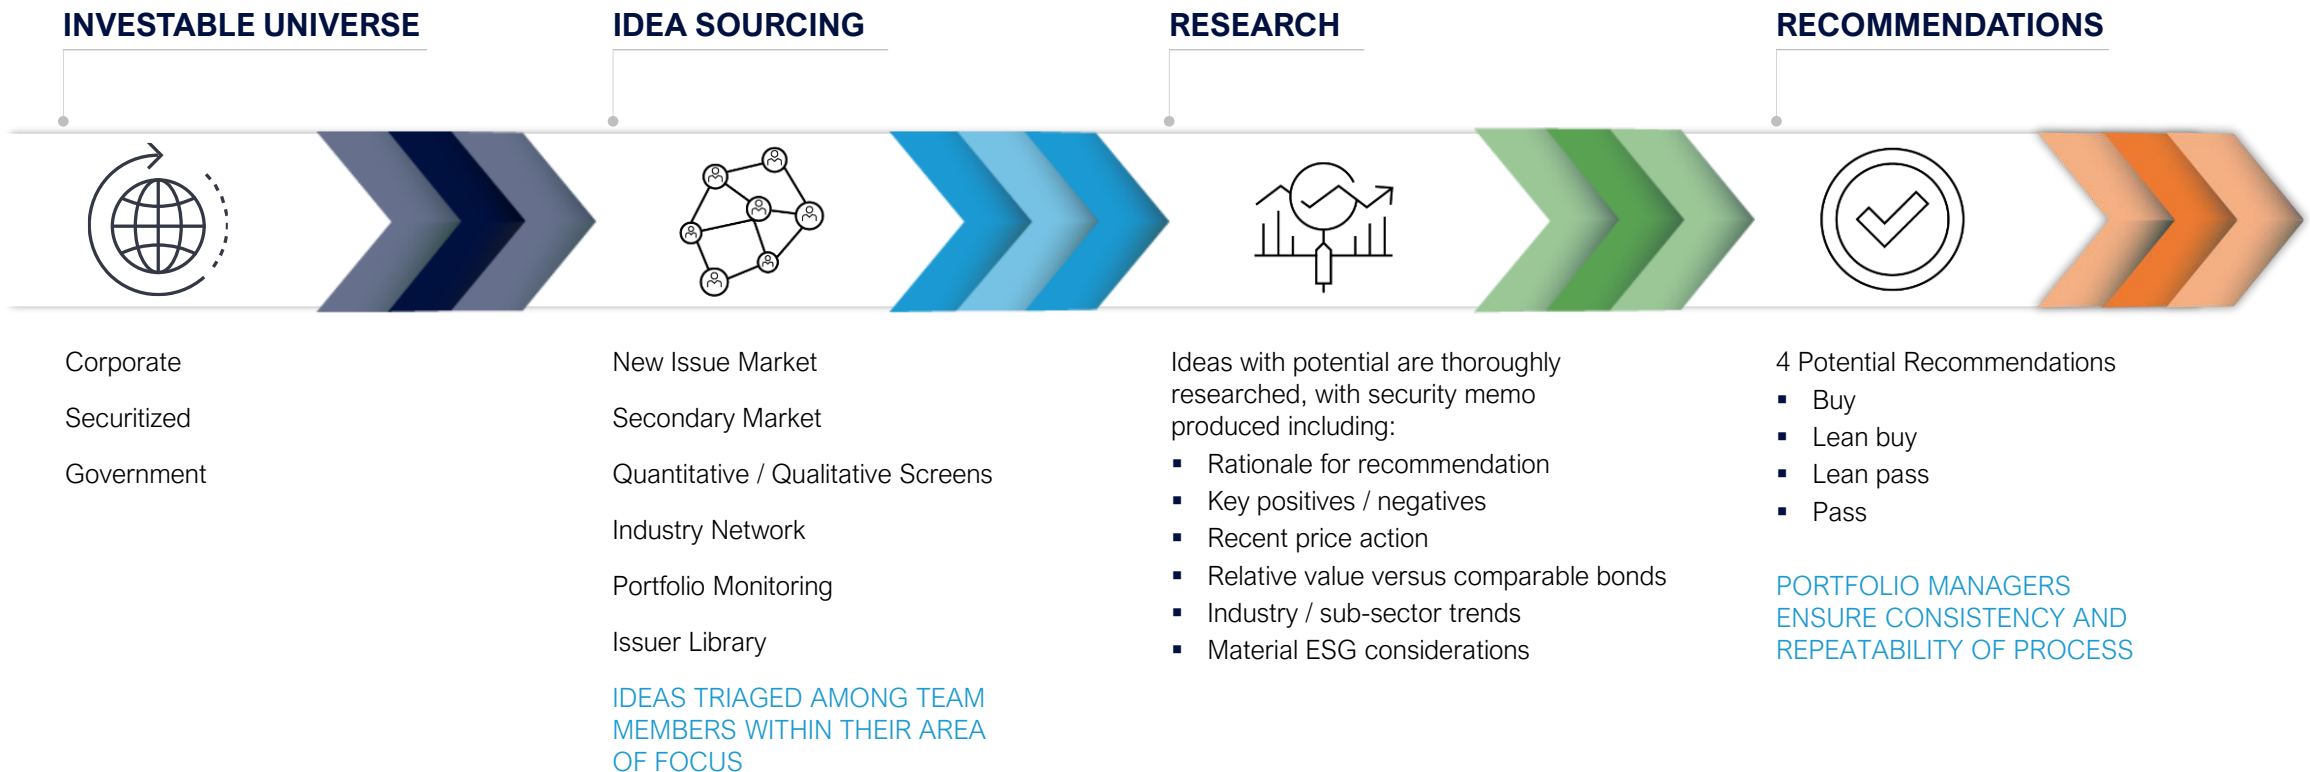 INVESTABLE UNIVERSE
Corporate
Securitized
Government
IDEA SOURCING
New Issue Market
Secondary Market
Quantitative / Qualitative Screens
Industry Network
Portfolio Monitoring
Issuer Library
IDEAS TRIAGED AMONG TEAM
MEMBERS WITHIN THEIR AREA
OF FOCUS
RESEARCH
Ideas with potential are thoroughly
researched, with security memo
produced including:
▪ Rationale for recommendation
▪ Key positives / negatives
▪ Recent price action
▪ Relative value versus comparable bonds
▪ Industry / sub-sector trends
▪ Material ESG considerations
RECOMMENDATIONS
4 Potential Recommendations
▪ Buy
▪ Lean buy
▪ Lean pass
▪ Pass
PORTFOLIO MANAGERS
ENSURE CONSISTENCY AND
REPEATABILITY OF PROCESS